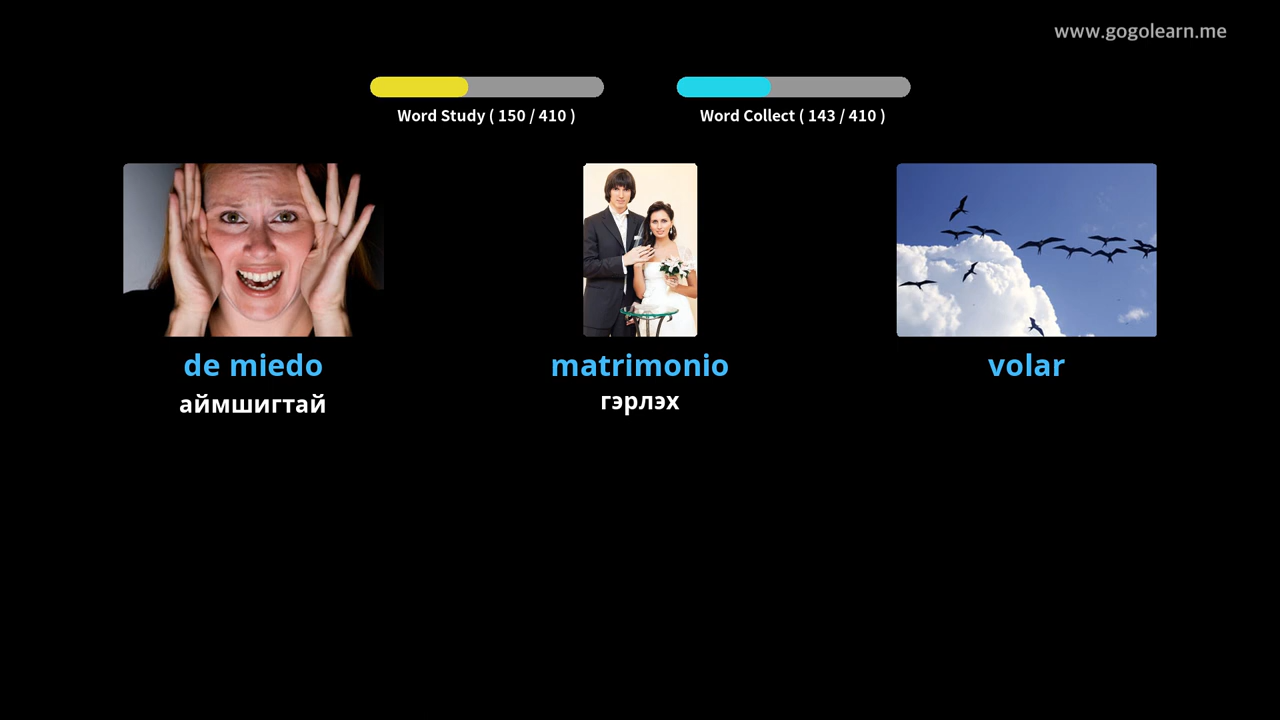 www.gogolearn.me
Word Study ( 150 / 410 )
Word Collect ( 143 / 410 )
de miedo
аймшигтай
matrimonio
гэрлэх
volar